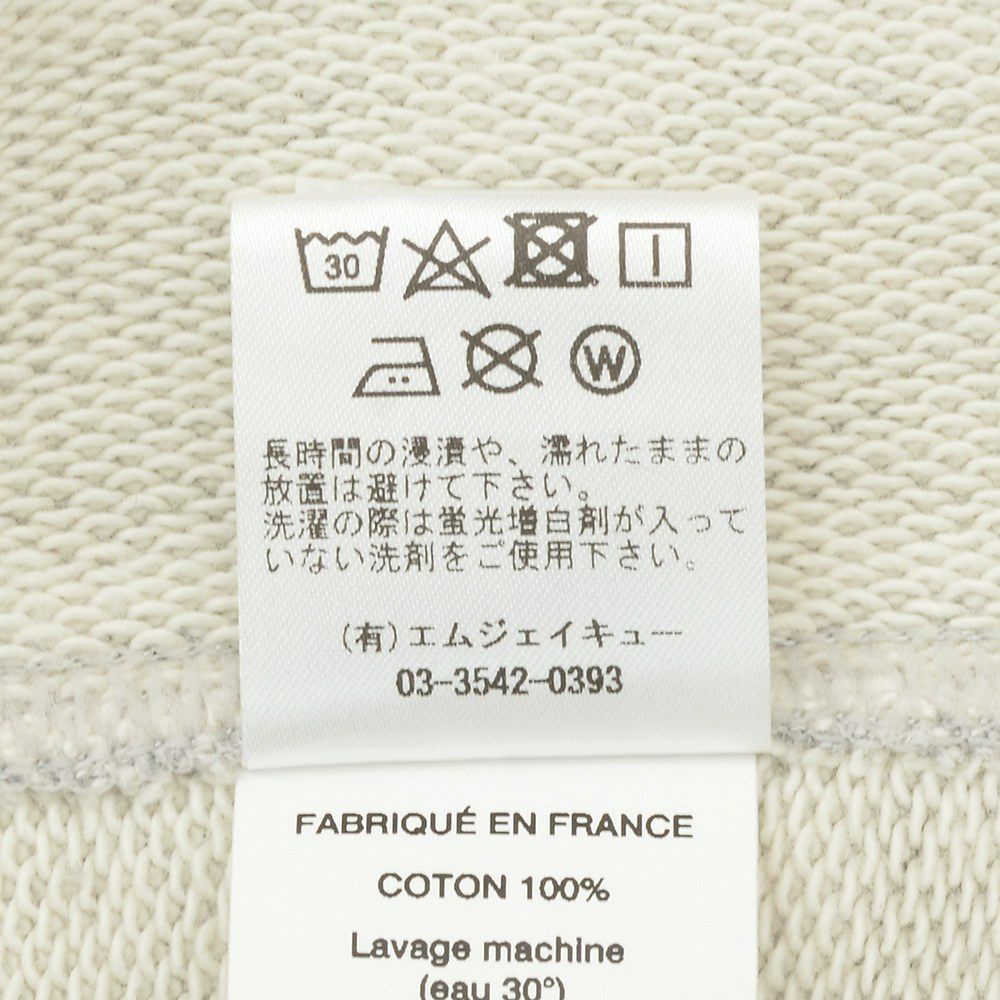 30
W
長時間の浸漬や、濡れたままの
放置は避けて下さい。
洗濯の際は蛍光増白剤が入って
いない洗剤をご使用下さい。
(有)エムジェイキュー
03-3542-0393
FABRIQUÉ EN FRANCE
COTON 100%
Lavage machine
(eau 30°)